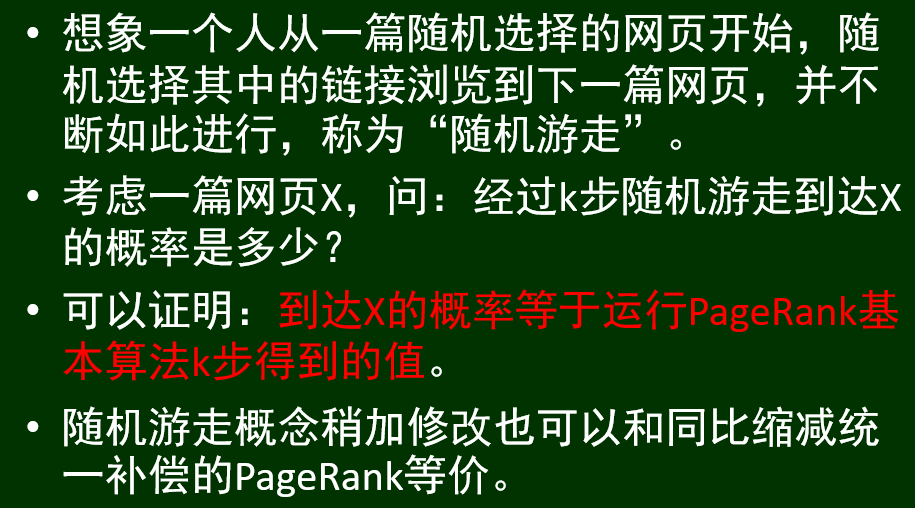 • 想象一个人从一篇随机选择的网页开始，随
机选择其中的链接浏览到下一篇网页，并不
断如此进行，称为“随机游走”。
• 考虑一篇网页X，问：经过k步随机游走到达X
的概率是多少？
• 可以证明：到达X的概率等于运行PageRank基
本算法k步得到的值。
• 随机游走概念稍加修改也可以和同比缩减统
一补偿的PageRank等价。